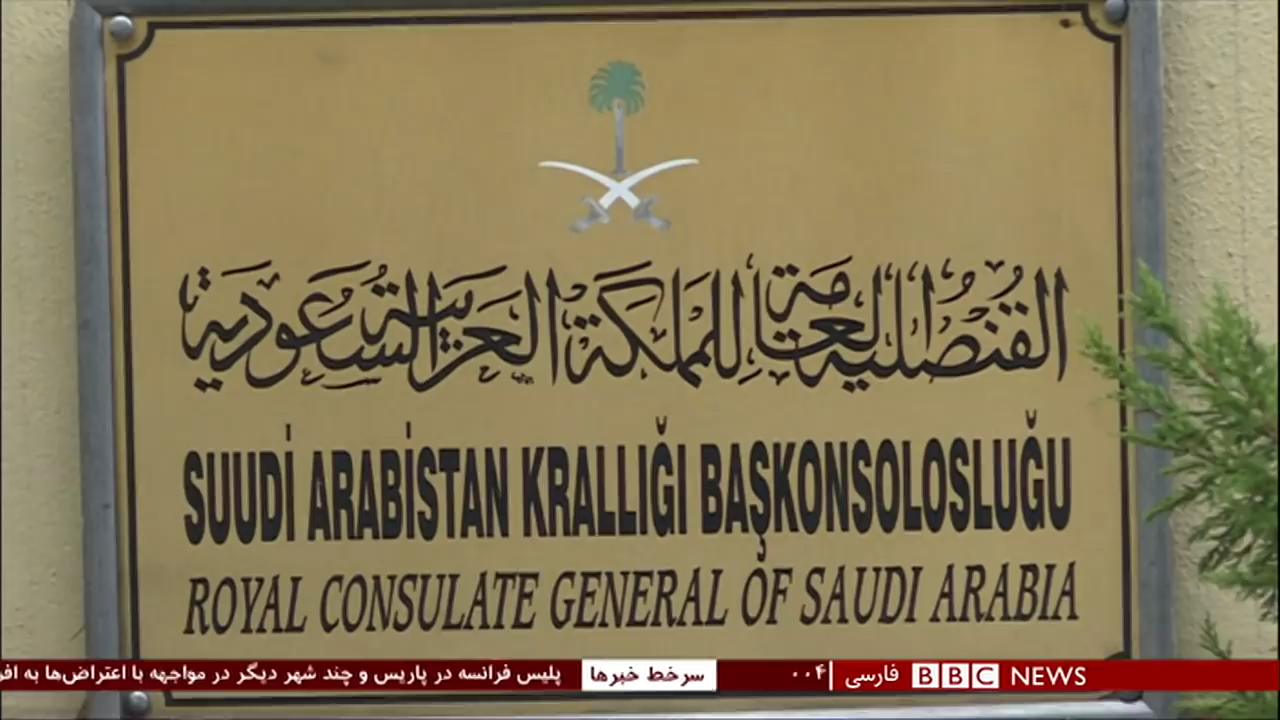 القنصلية العامة للمملكة العربية السعودية
SUUDİ ARABİSTAN KRALLIĞI BAŞKONSOLOSLUĞU
ROYAL CONSULATE GENERAL OF SAUDI ARABIA
BBC NEWS فارسی ۰۰۴ سرخط خبرها پلیس فرانسه در پاریس و چند شهر دیگر در مواجهه با اعتراض‌ها به